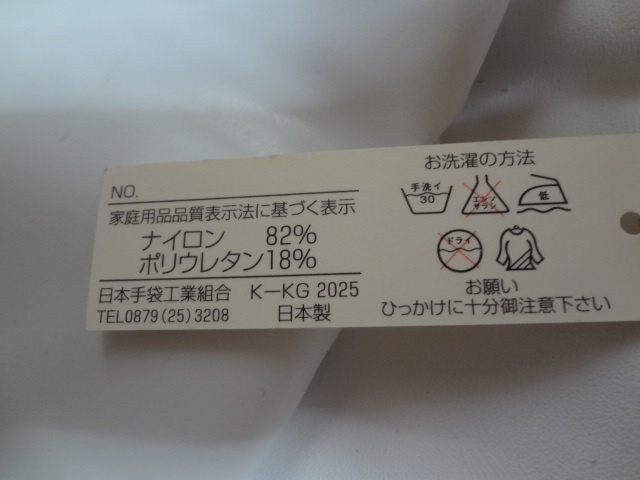 NO.
家庭用品品質表示法に基づく表示
ナイロン 82%
ポリウレタン18%
日本手袋工業組合 K-KG 2025
TEL0879(25)3208 日本製
お洗濯の方法
手洗イ
30
エンソ
サラシ
低
ドライ
お願い
ひっかけに十分御注意下さい